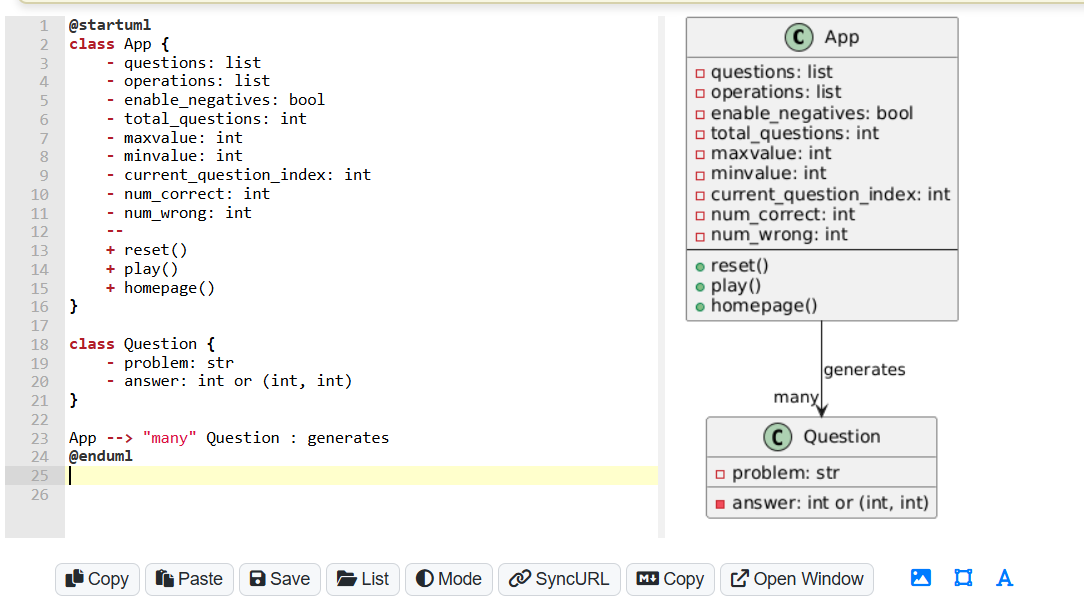 1 @startuml
2 class App {
3 - questions: list
4 - operations: list
5 - enable_negatives: bool
6 - total_questions: int
7 - maxvalue: int
8 - minvalue: int
9 - current_question_index: int
10 - num_correct: int
11 - num_wrong: int
12 --
13 + reset()
14 + play()
15 + homepage()
16 }
17
18 class Question {
19 - problem: str
20 - answer: int or (int, int)
21 }
22
23 App --> "many" Question : generates
24 @enduml
25
26
C App
questions: list
operations: list
enable_negatives: bool
total_questions: int
maxvalue: int
minvalue: int
current_question_index: int
num_correct: int
num_wrong: int
reset()
play()
homepage()
generates
many
C Question
problem: str
answer: int or (int, int)
Copy Paste Save List Mode SyncURL M Copy Open Window A